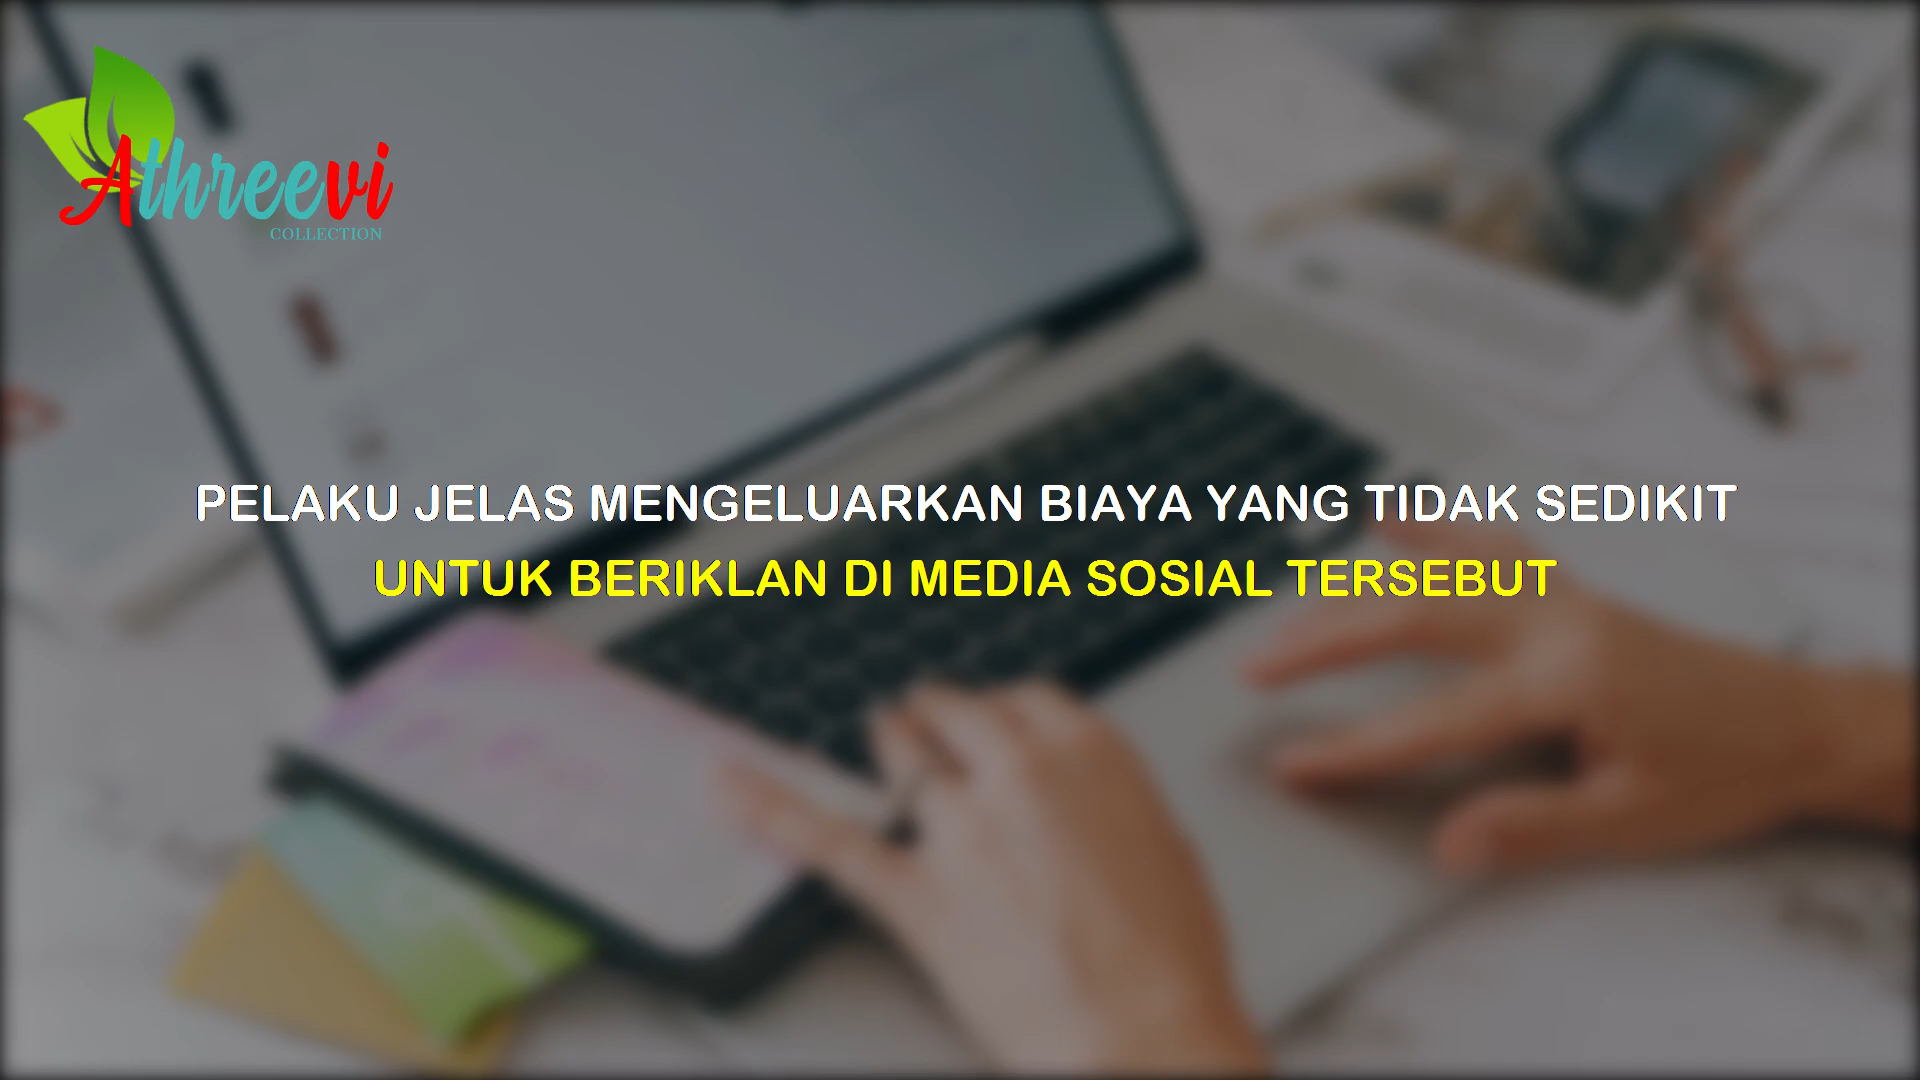 Athreevi
COLLECTION
PELAKU JELAS MENGELUARKAN BIAYA YANG TIDAK SEDIKIT
UNTUK BERIKLAN DI MEDIA SOSIAL TERSEBUT